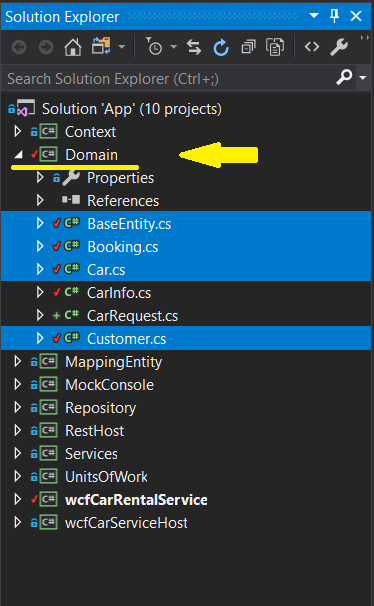 Solution Explorer
Search Solution Explorer (Ctrl+;)
Solution 'App' (10 projects)
C# Context
C# Domain
Properties
References
C# BaseEntity.cs
C# Booking.cs
C# Car.cs
C# CarInfo.cs
C# CarRequest.cs
C# Customer.cs
C# MappingEntity
C# MockConsole
C# Repository
C# RestHost
C# Services
C# UnitsOfWork
C# wcfCarRentalService
C# wcfCarServiceHost